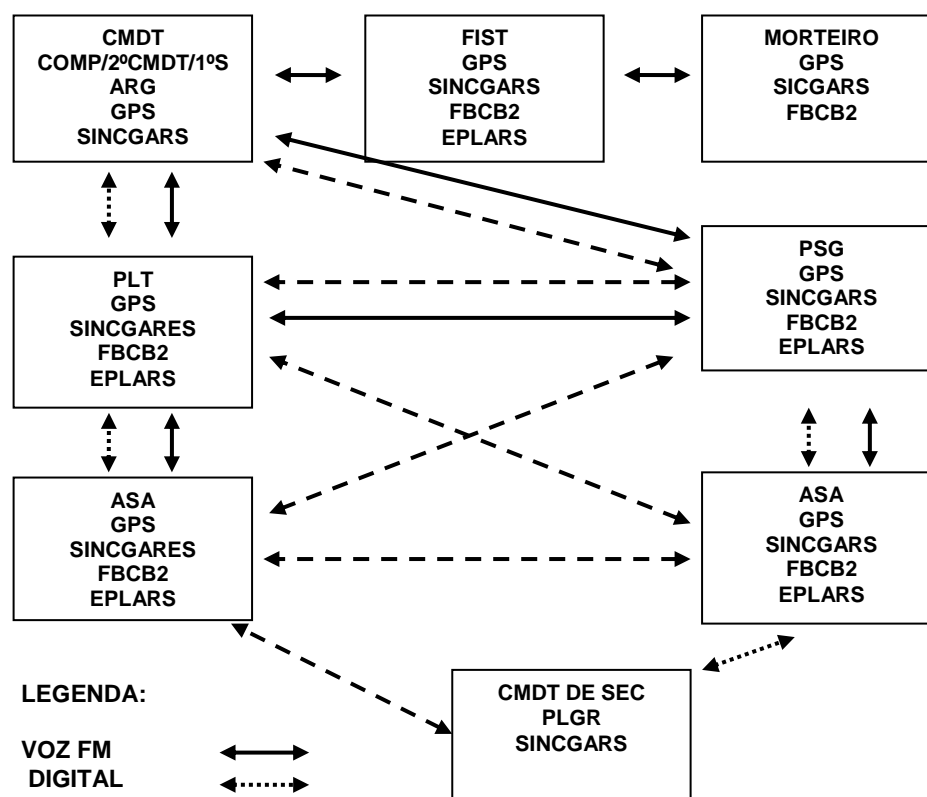 CMDT
COMP/2ºCMDT/1ºS
ARG
GPS
SINCGARS
FIST
GPS
SINCGARS
FBCB2
EPLARS
MORTEIRO
GPS
SICGARS
FBCB2
PLT
GPS
SINCGARES
FBCB2
EPLARS
PSG
GPS
SINCGARS
FBCB2
EPLARS
ASA
GPS
SINCGARES
FBCB2
EPLARS
ASA
GPS
SINCGARS
FBCB2
EPLARS
CMDT DE SEC
PLGR
SINCGARS
LEGENDA:
VOZ FM
DIGITAL